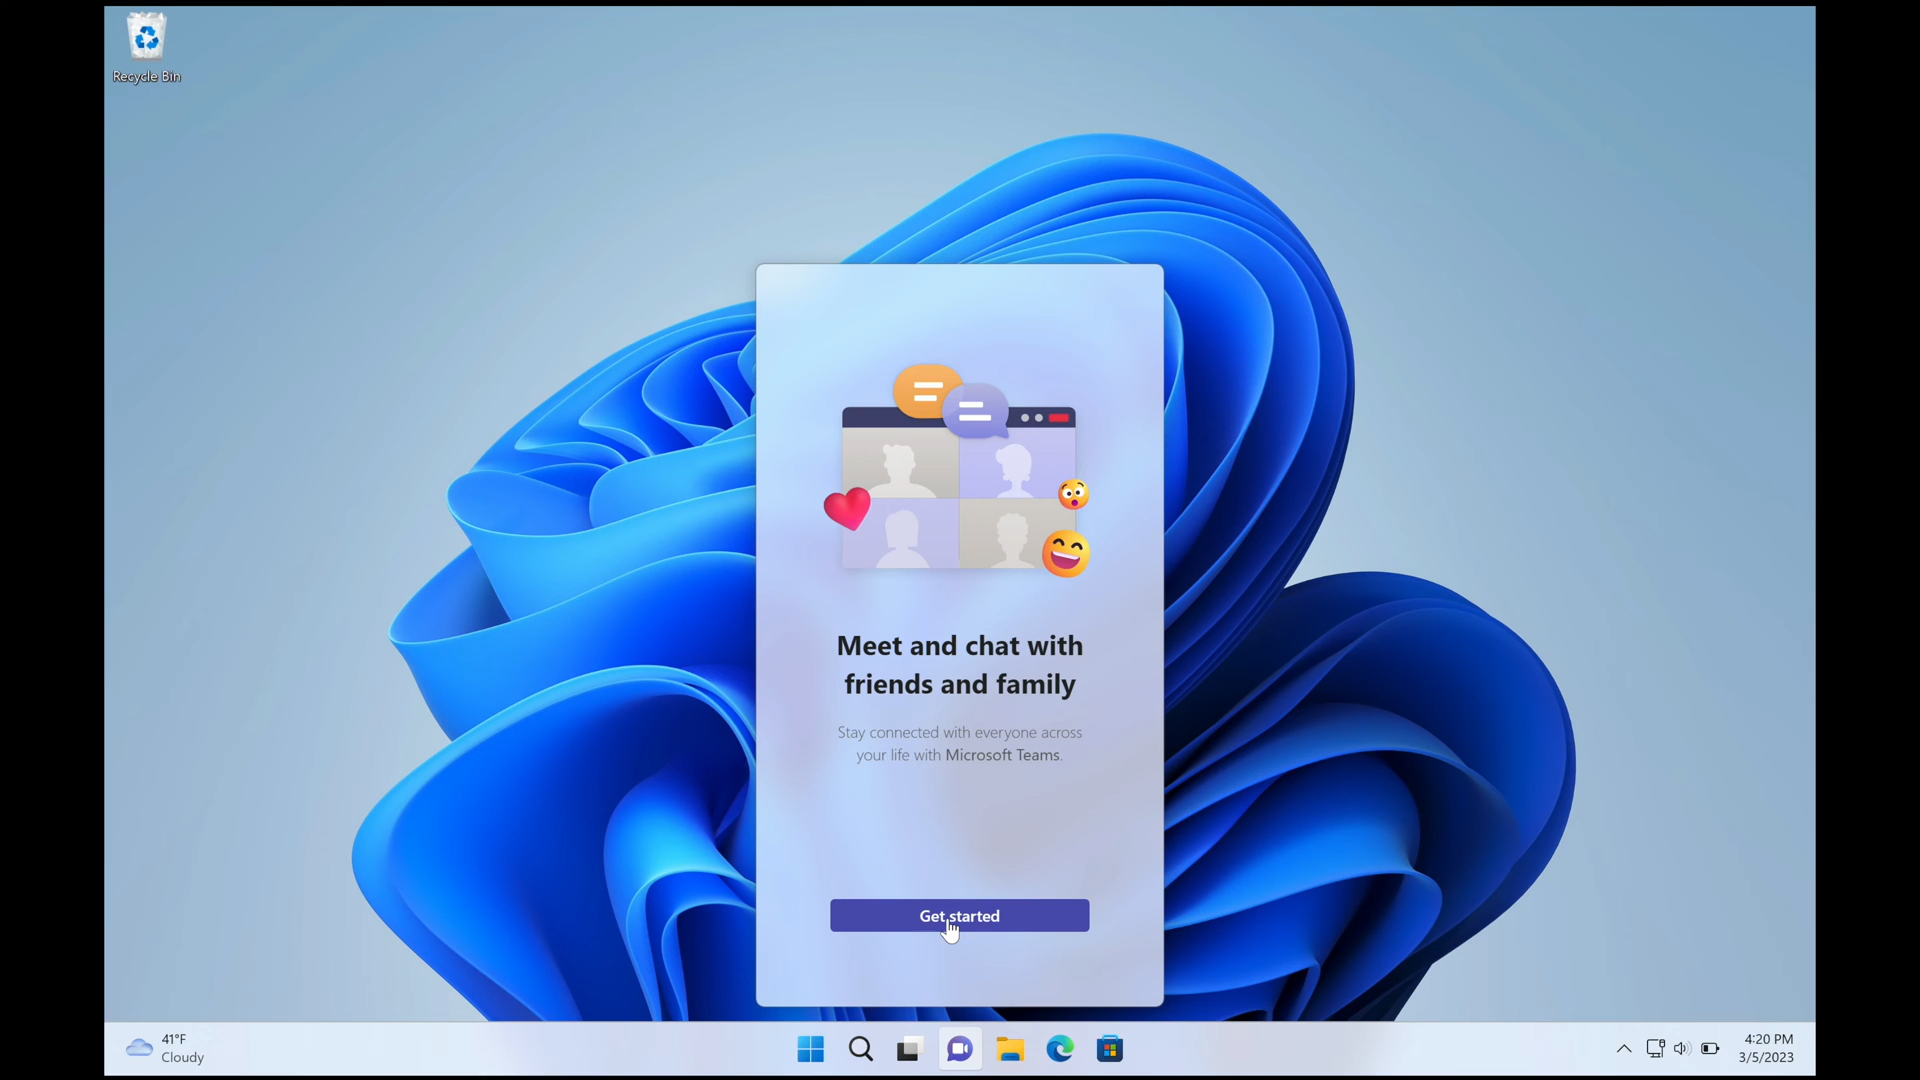 Recycle Bin
Meet and chat with
friends and family
Stay connected with everyone across
your life with Microsoft Teams.
Get started
41°F
Cloudy
4:20 PM
3/5/2023